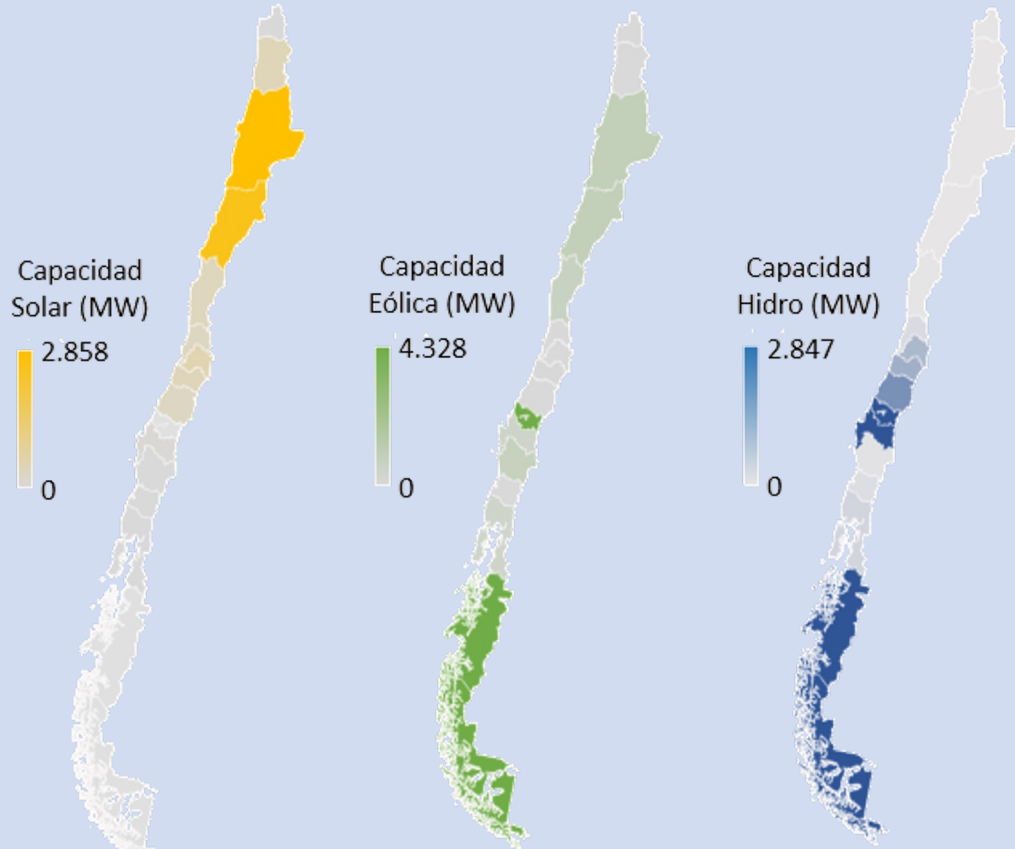 Capacidad
Solar (MW)
2.858
0
Capacidad
Eólica (MW)
4.328
0
Capacidad
Hidro (MW)
2.847
0